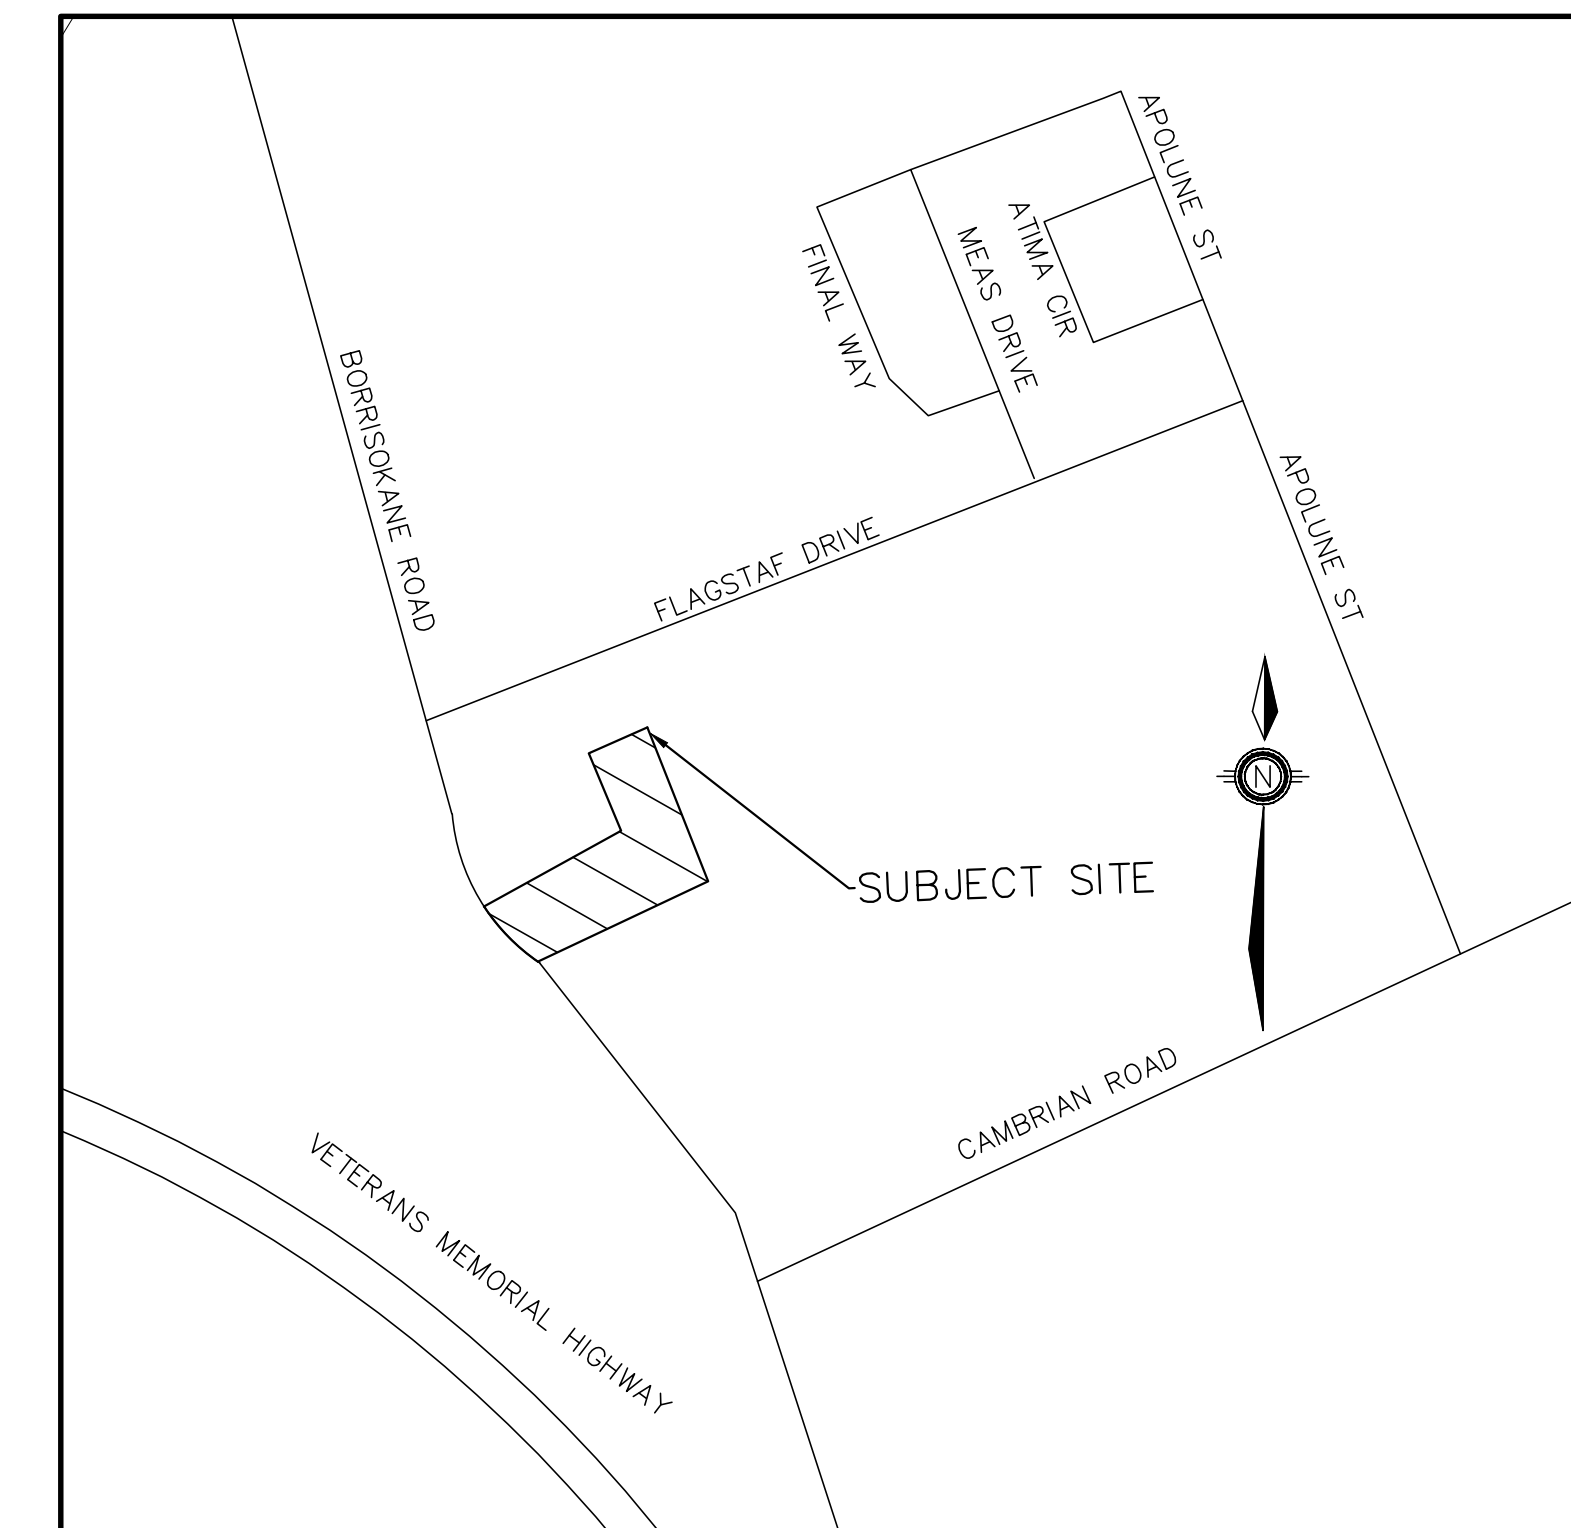 APOLUNE ST
ATIMA CIR
MEAS DRIVE
FINAL WAY
BORRISOKANE ROAD
FLAGSTAF DRIVE
APOLUNE ST
N
SUBJECT SITE
CAMBRIAN ROAD
VETERANS MEMORIAL HIGHWAY